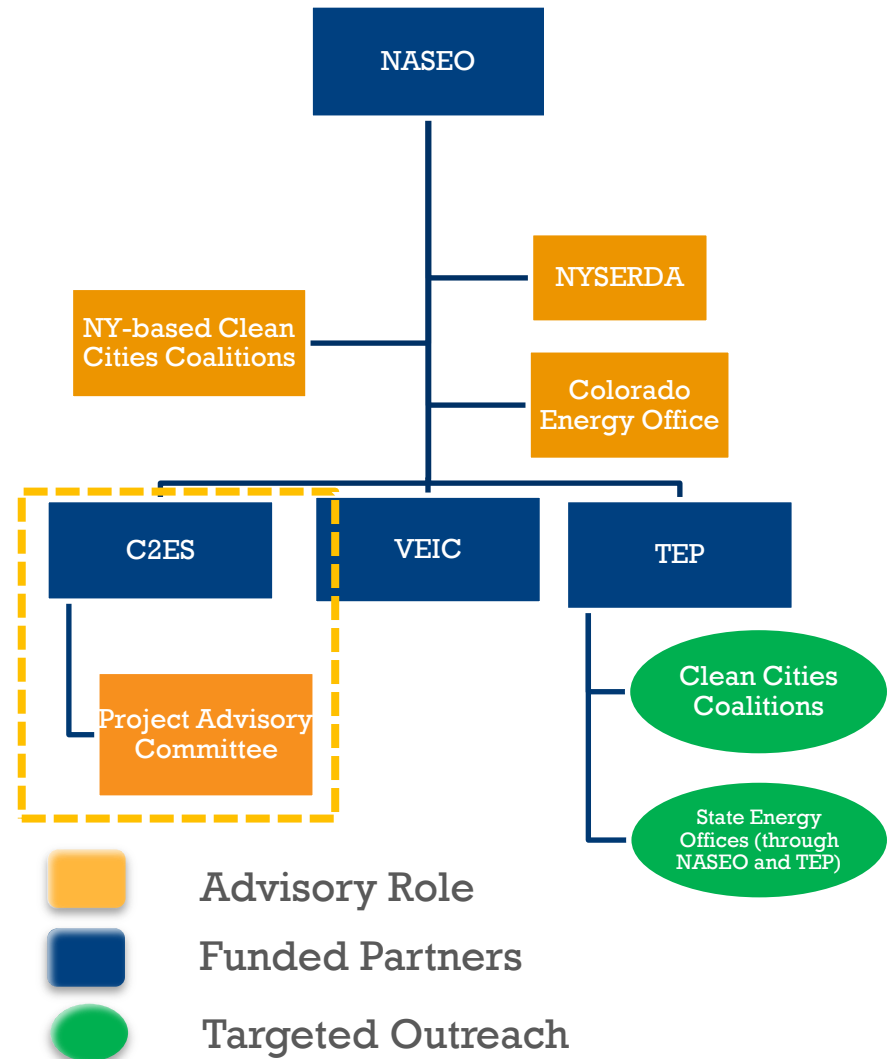 NASEO
NYSERDA
NY-based Clean
Cities Coalitions
Colorado
Energy Office
C2ES
VEIC
TEP
Project Advisory
Committee
Clean Cities
Coalitions
State Energy
Offices (through
NASEO and TEP)
Advisory Role
Funded Partners
Targeted Outreach